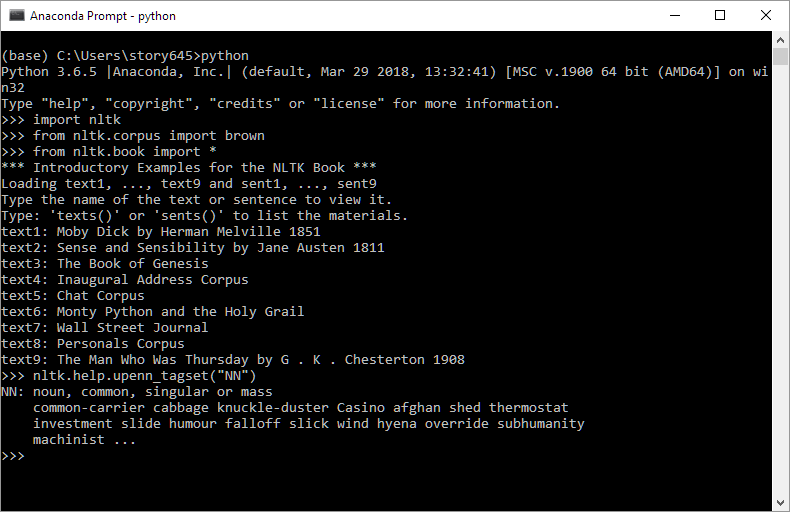 Anaconda Prompt - python
(base) C:\Users\story645>python
Python 3.6.5 |Anaconda, Inc.| (default, Mar 29 2018, 13:32:41) [MSC v.1900 64 bit (AMD64)] on wi
n32
Type "help", "copyright", "credits" or "license" for more information.
>>> import nltk
>>> from nltk.corpus import brown
>>> from nltk.book import *
*** Introductory Examples for the NLTK Book ***
Loading text1, ..., text9 and sent1, ..., sent9
Type the name of the text or sentence to view it.
Type: 'texts()' or 'sents()' to list the materials.
text1: Moby Dick by Herman Melville 1851
text2: Sense and Sensibility by Jane Austen 1811
text3: The Book of Genesis
text4: Inaugural Address Corpus
text5: Chat Corpus
text6: Monty Python and the Holy Grail
text7: Wall Street Journal
text8: Personals Corpus
text9: The Man Who Was Thursday by G . K . Chesterton 1908
>>> nltk.help.upenn_tagset("NN")
NN: noun, common, singular or mass
    common-carrier cabbage knuckle-duster Casino afghan shed thermostat
    investment slide humour falloff slick wind hyena override subhumanity
    machinist ...
>>>